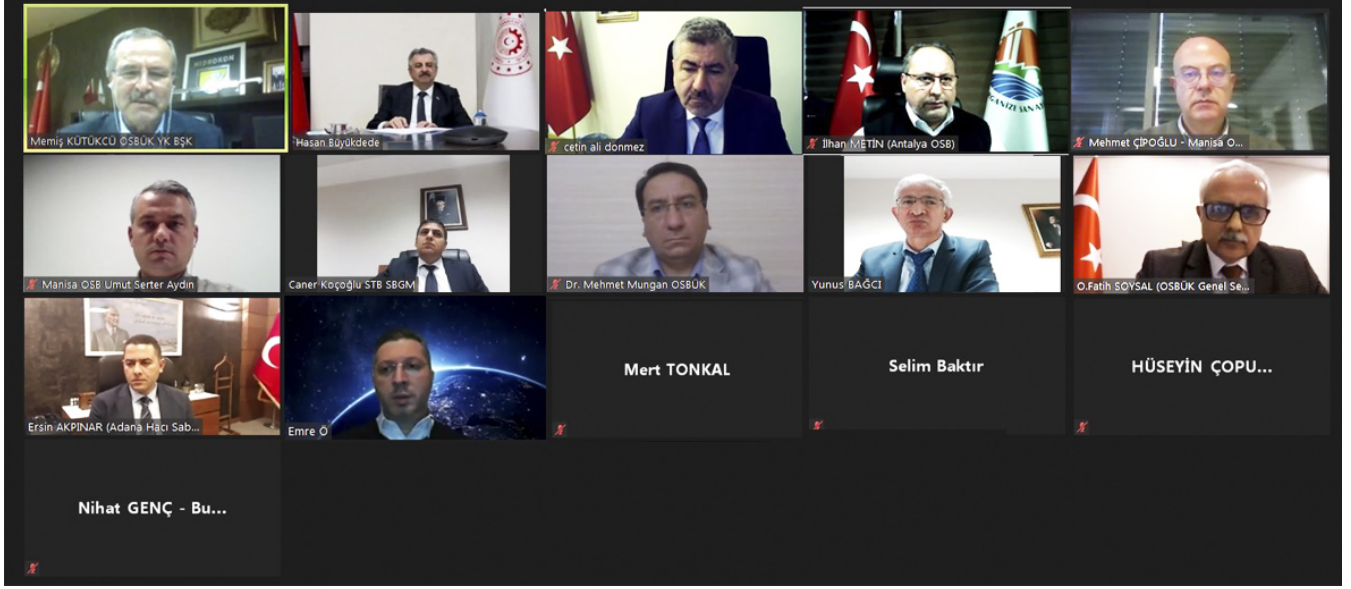 Memiş KÜTÜKCÜ OSBÜK YK BŞK
Hasan Büyükdede
cetin ali donmez
İlhan METİN (Antalya OSB)
Mehmet ÇİPOĞLU - Manisa O...
Manisa OSB Umut Serter Aydın
Caner Koçoğlu STB SBGM
Dr. Mehmet Mungan OSBÜK
Yunus BAĞCI
O.Fatih SOYSAL (OSBÜK Genel Se...
Ersin AKPINAR (Adana Hacı Sab...
Emre Ö
Mert TONKAL
Selim Baktır
HÜSEYİN ÇOPU...
Nihat GENÇ - Bu...